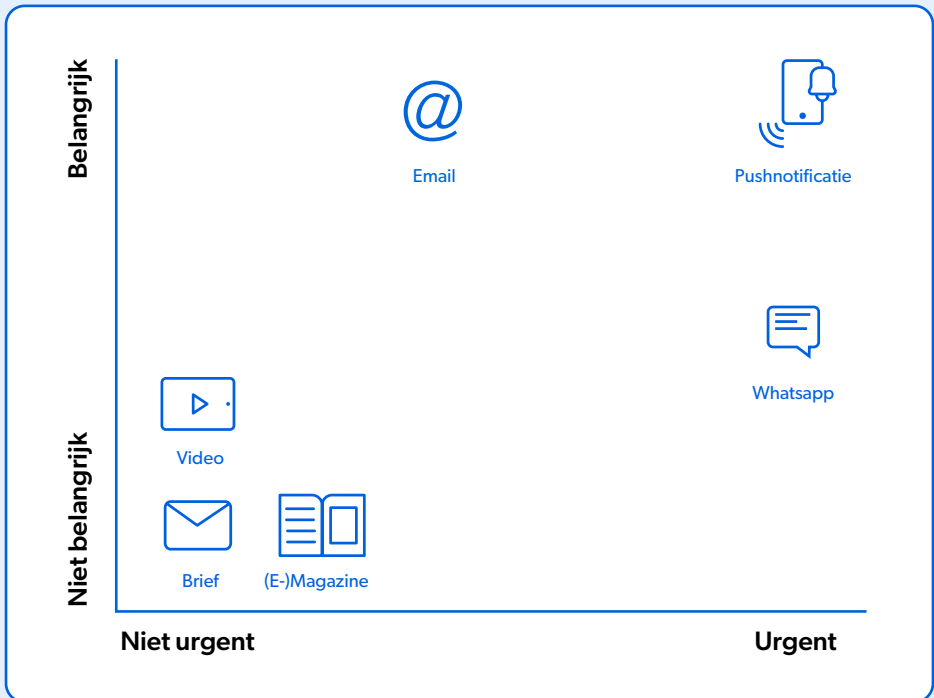 Belangrijk
@
Email
Pushnotificatie
Whatsapp
Video
Niet belangrijk
Brief
(E-)Magazine
Niet urgent
Urgent